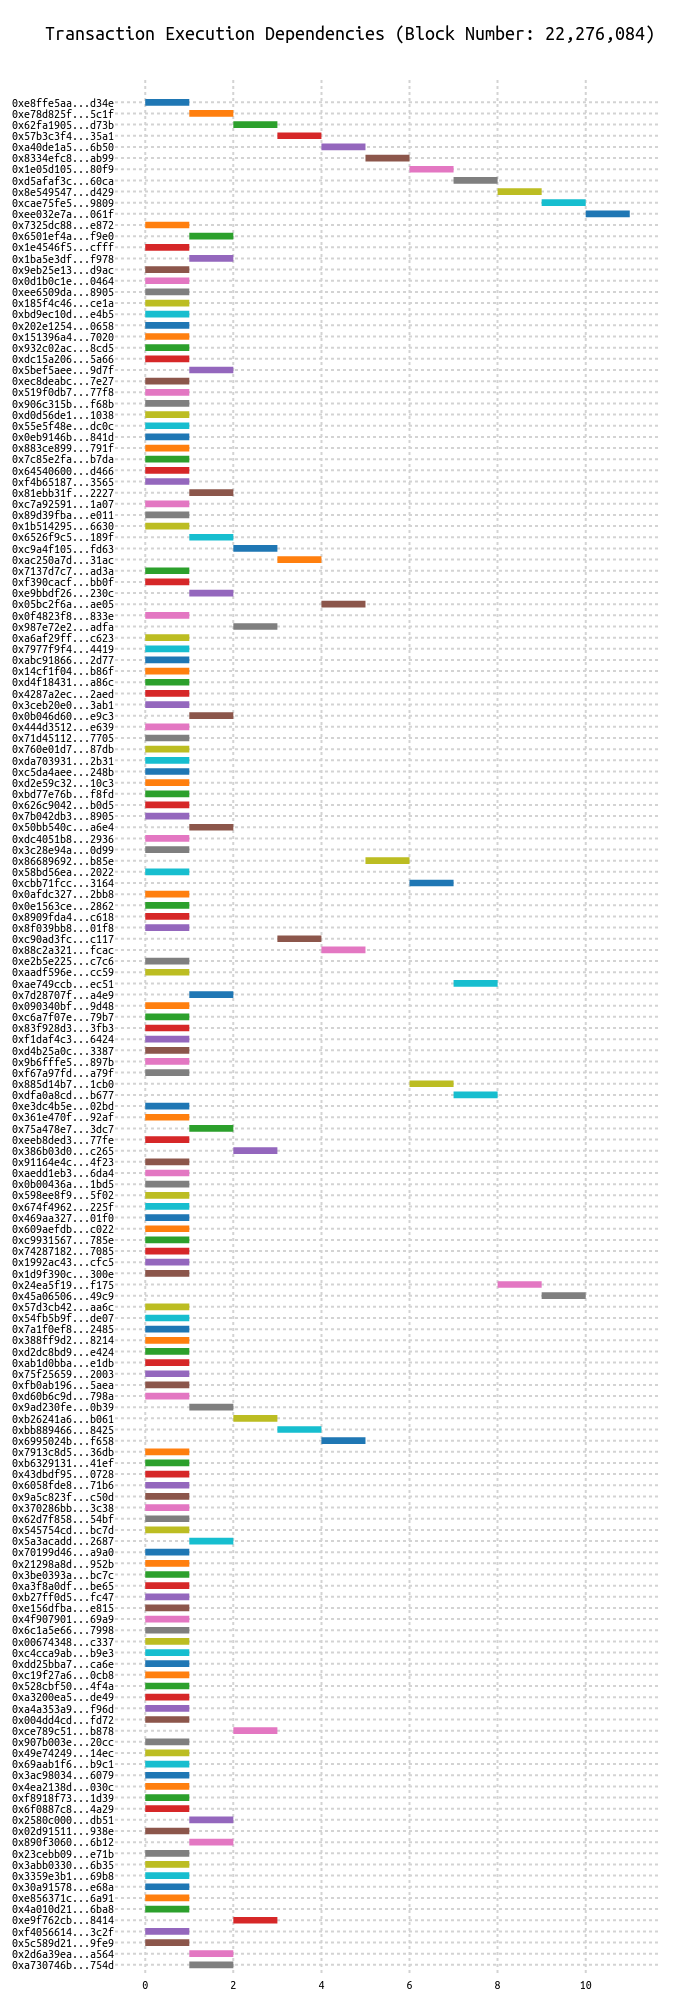 Transaction Execution Dependencies (Block Number: 22,276,084)
0xe8ffe5aa...d34e
0xe78d825f...5c1f
0x62fa1905...d73b
0x57b3c3f4...35a1
0xa40de1a5...6b50
0x8334efc8...ab99
0x1e05d105...80f9
0xd5afaf3c...60ca
0x8e549547...d429
0xcae75fe5...9809
0xee032e7a...061f
0x7325dc88...e872
0x6501ef4a...f9e0
0x1e4546f5...cfff
0x1ba5e3df...f978
0x9eb25e13...d9ac
0x0d1b0c1e...0464
0xee6509da...8905
0x185f4c46...ce1a
0xbd9ec10d...e4b5
0x202e1254...0658
0x151396a4...7020
0x932c02ac...8cd5
0xdc15a206...5a66
0x5bef5aee...9d7f
0xec8deabc...7e27
0x519f0db7...77f8
0x906c315b...f68b
0xd0d56de1...1038
0x55e5f48e...dc0c
0x0eb9146b...841d
0x883ce899...791f
0x7c85e2fa...b7da
0x64540600...d466
0xf4b65187...3565
0x81ebb31f...2227
0xc7a92591...1a07
0x89d39fba...e011
0x1b514295...6630
0x6526f9c5...189f
0xc9a4f105...fd63
0xac250a7d...31ac
0x7137d7c7...ad3a
0xf390cacf...bb0f
0xe9bbdf26...230c
0x05bc2f6a...ae05
0x0f4823f8...833e
0x987e72e2...adfa
0xa6af29ff...c623
0x7977f9f4...4419
0xabc91866...2d77
0x14cf1f04...b86f
0xd4f18431...a86c
0x4287a2ec...2aed
0x3ceb20e0...3ab1
0x0b046d60...e9c3
0x444d3512...e639
0x71d45112...7705
0x760e01d7...87db
0xda703931...2b31
0xc5da4aee...248b
0xd2e59c32...10c3
0xbd77e76b...f8fd
0x626c9042...b0d5
0x7b042db3...8905
0x50bb540c...a6e4
0xdc4051b8...2936
0x3c28e94a...0d99
0x86689692...b85e
0x58bd56ea...2022
0xcbb71fcc...3164
0x0afdc327...2bb8
0x0e1563ce...2862
0x8909fda4...c618
0x8f039bb8...01f8
0xc90ad3fc...c117
0x88c2a321...fcac
0xe2b5e225...c7c6
0xaadf596e...cc59
0xae749ccb...ec51
0x7d28707f...a4e9
0x090340bf...9d48
0xc6a7f07e...79b7
0x83f928d3...3fb3
0xf1daf4c3...6424
0xd4b25a0c...3387
0x9b6fffe5...897b
0xf67a97fd...a79f
0x885d14b7...1cb0
0xdfa0a8cd...b677
0xe3dc4b5e...02bd
0x361e470f...92af
0x75a478e7...3dc7
0xeeb8ded3...77fe
0x386b03d0...c265
0x91164e4c...4f23
0xaedd1eb3...6da4
0x0b00436a...1bd5
0x598ee8f9...5f02
0x674f4962...225f
0x469aa327...01f0
0x609aefdb...c022
0xc9931567...785e
0x74287182...7085
0x1992ac43...cfc5
0x1d9f390c...300e
0x24ea5f19...f175
0x45a06506...49c9
0x57d3cb42...aa6c
0x54fb5b9f...de07
0x7a1f0ef8...2485
0x388ff9d2...8214
0xd2dc8bd9...e424
0xab1d0bba...e1db
0x75f25659...2003
0xfb0ab196...5aea
0xd60b6c9d...798a
0x9ad230fe...0b39
0xb26241a6...b061
0xbb889466...8425
0x6995024b...f658
0x7913c8d5...36db
0xb6329131...41ef
0x43dbdf95...0728
0x6058fde8...71b6
0x9a5c823f...c50d
0x370286bb...3c38
0x62d7f858...54bf
0x545754cd...bc7d
0x5a3acadd...2687
0x70199d46...a9a0
0x21298a8d...952b
0x3be0393a...bc7c
0xa3f8a0df...be65
0xb27ff0d5...fc47
0xe156dfba...e815
0x4f907901...69a9
0x6c1a5e66...7998
0x00674348...c337
0xc4cca9ab...b9e3
0xdd25bba7...ca6e
0xc19f27a6...0cb8
0x528cbf50...4f4a
0xa3200ea5...de49
0xa4a353a9...f96d
0x004dd4cd...fd72
0xce789c51...b878
0x907b003e...20cc
0x49e74249...14ec
0x69aab1f6...b9c1
0x3ac98034...6079
0x4ea2138d...030c
0xf8918f73...1d39
0x6f0887c8...4a29
0x2580c000...db51
0x02d91511...938e
0x890f3060...6b12
0x23cebb09...e71b
0x3abb0330...6b35
0x3359e3b1...69b8
0x30a91578...e68a
0xe856371c...6a91
0x4a010d21...6ba8
0xe9f762cb...8414
0xf4056614...3c2f
0x5c589d21...9fe9
0x2d6a39ea...a564
0xa730746b...754d
0 2 4 6 8 10